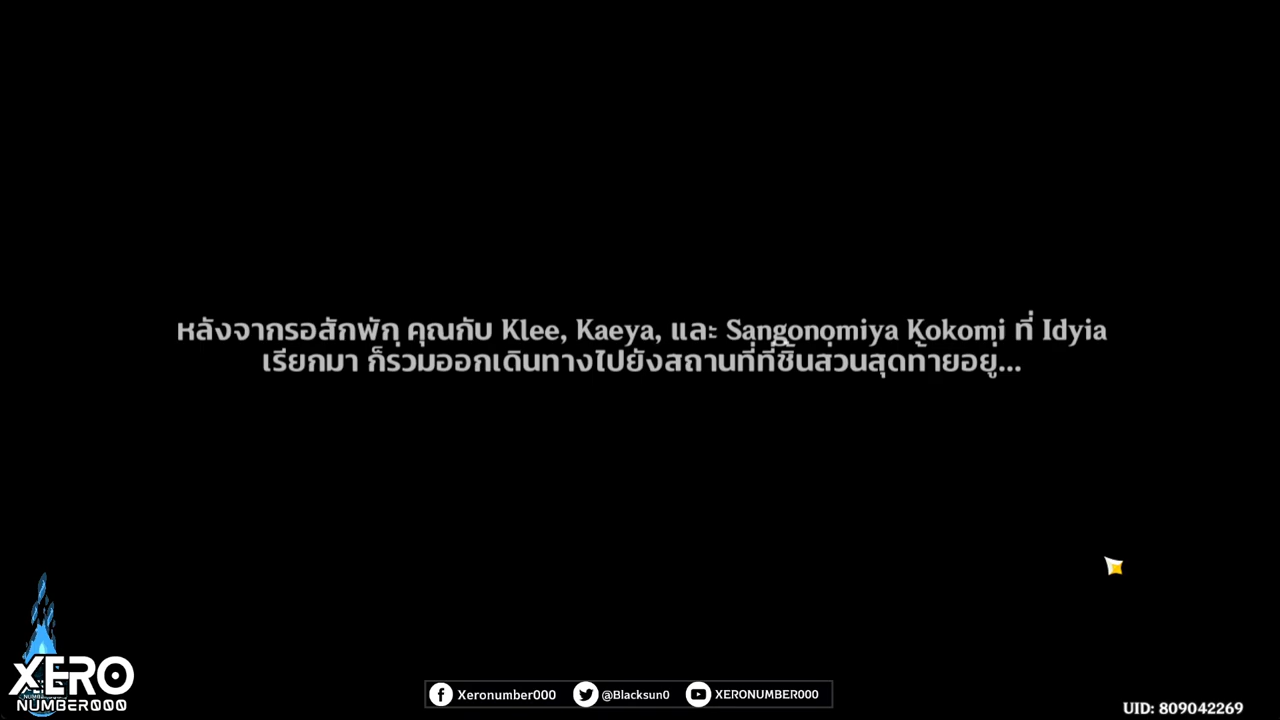 หลังจากรอสักพักุ คุณกับ Klee, Kaeya, และ Sangonomiya Kokomi ที่ Idyia
เรียกมา ก็ร่วมออกเดินทางไปยังสถานที่ที่ชิ้นส่วนสุดท้ายอยู่...
XERO
NUMBER000
Xeronumber000 @Blacksun0 XERONUMBER000
UID: 809042269